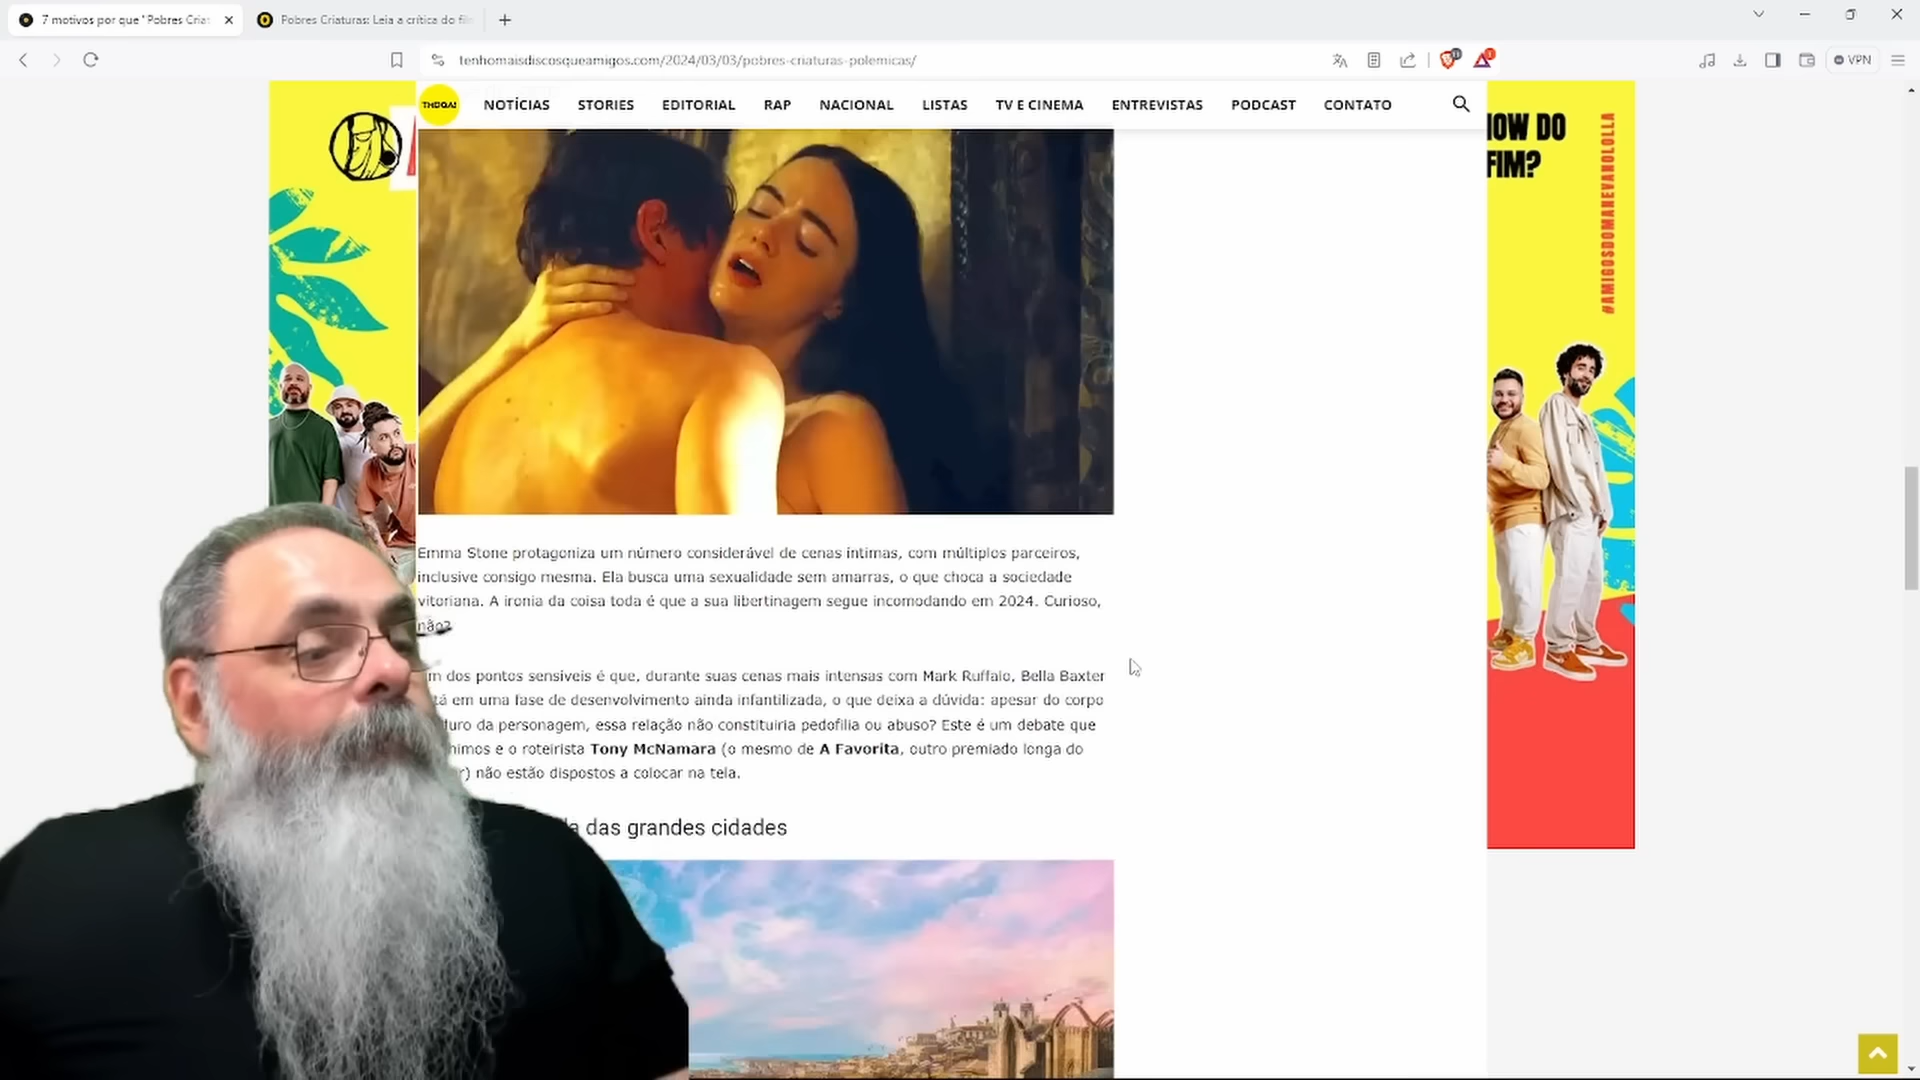 7 motivos por que "Pobres Cria
Pobres Criaturas: Leia a crítica do fil
tenhomaisdiscosqueamigos.com/2024/03/03/pobres-criaturas-polemicas/
VPN
TMDQA!
NOTÍCIAS
STORIES
EDITORIAL
RAP
NACIONAL
LISTAS
TV E CINEMA
ENTREVISTAS
PODCAST
CONTATO
FIM?
#AMIGOSDOMANEVANOLOLLA
Emma Stone protagoniza um número considerável de cenas íntimas, com múltiplos parceiros,
inclusive consigo mesma. Ela busca uma sexualidade sem amarras, o que choca a sociedade
vitoriana. A ironia da coisa toda é que a sua libertinagem segue incomodando em 2024. Curioso,
não?
dos pontos sensíveis é que, durante suas cenas mais intensas com Mark Ruffalo, Bella Baxter
em uma fase de desenvolvimento ainda infantilizada, o que deixa a dúvida: apesar do corpo
da personagem, essa relação não constituiria pedofilia ou abuso? Este é um debate que
e o roteirista Tony McNamara (o mesmo de A Favorita, outro premiado longa do
não estão dispostos a colocar na tela.
das grandes cidades